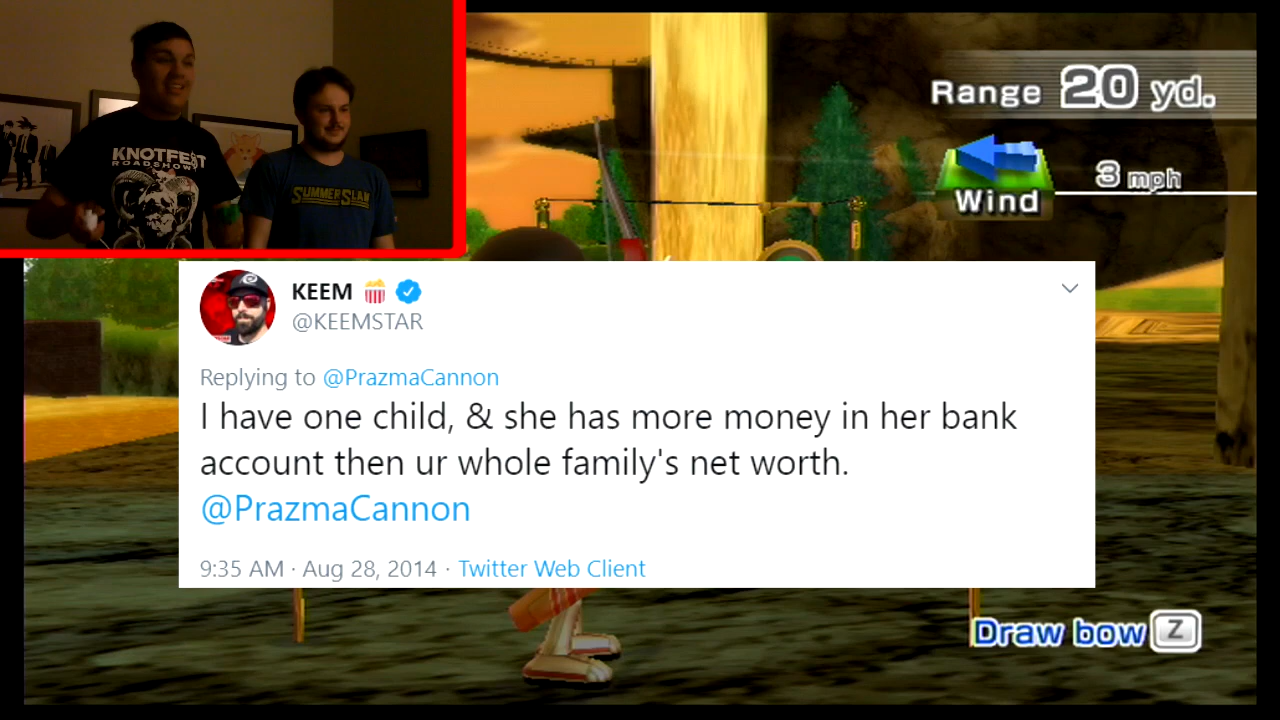 KNOTFEST
ROADSHOW
SUMMERSLAM
Range 20 yd.
3 mph
Wind
KEEM
@KEEMSTAR
Replying to @PrazmaCannon
I have one child, & she has more money in her bank
account then ur whole family's net worth.
@PrazmaCannon
9:35 AM · Aug 28, 2014 · Twitter Web Client
Draw bow Z